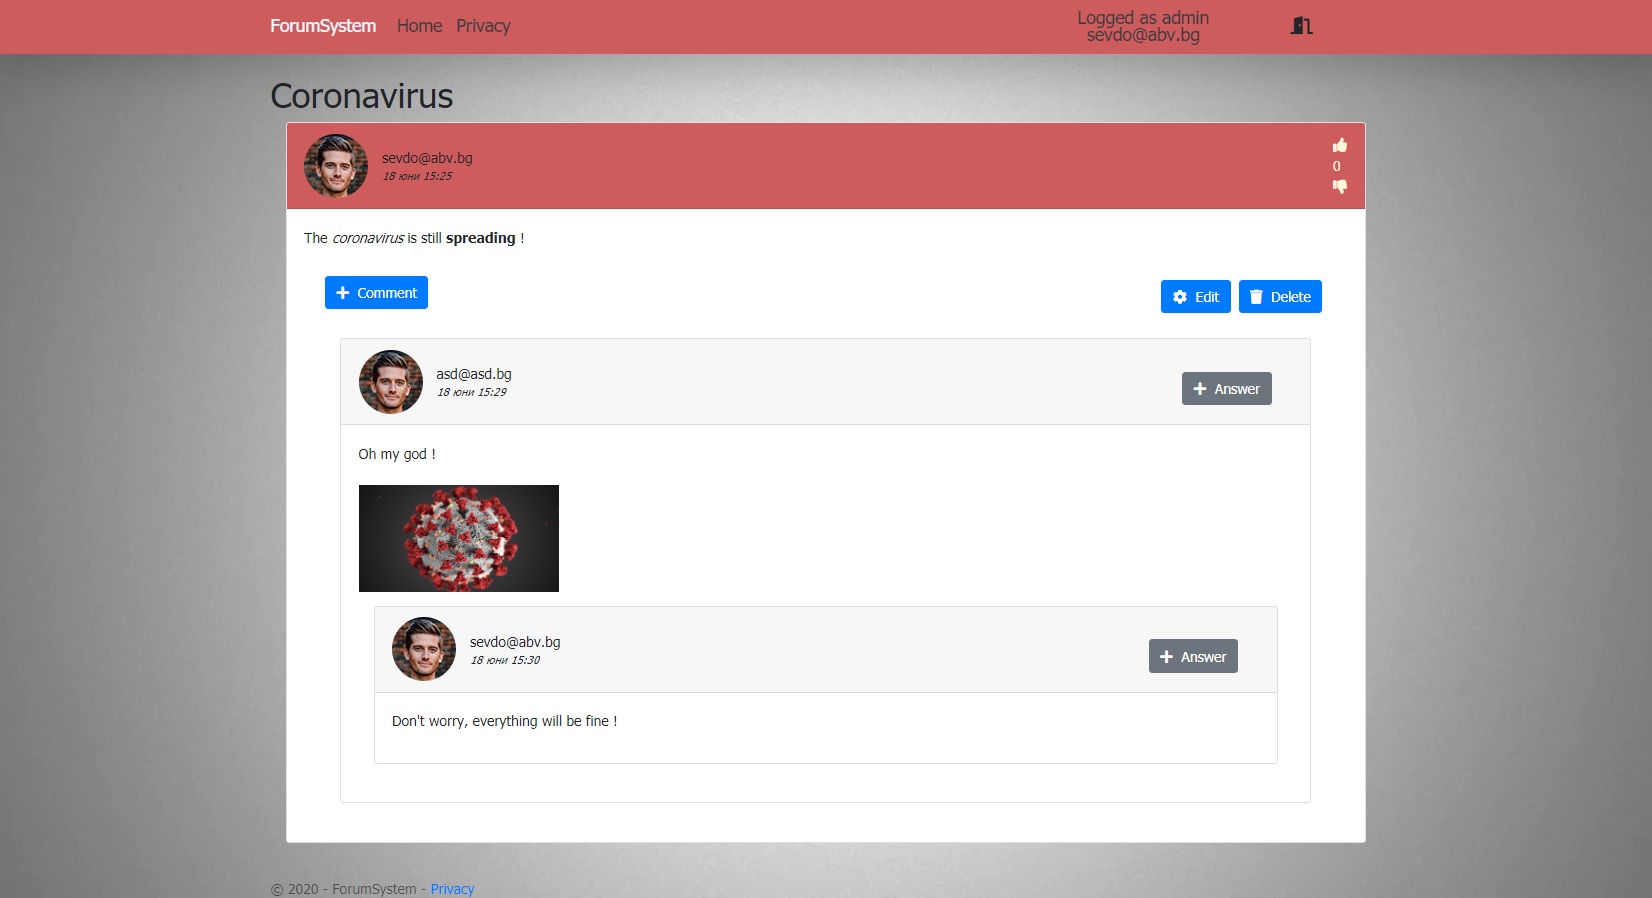 ForumSystem Home Privacy
Logged as admin
sevdo@abv.bg
Coronavirus
sevdo@abv.bg
18 юни 15:25
0
The coronavirus is still spreading !
Comment
Edit
Delete
asd@asd.bg
18 юни 15:29
Answer
Oh my god !
sevdo@abv.bg
18 юни 15:30
Answer
Don't worry, everything will be fine !
© 2020 - ForumSystem - Privacy